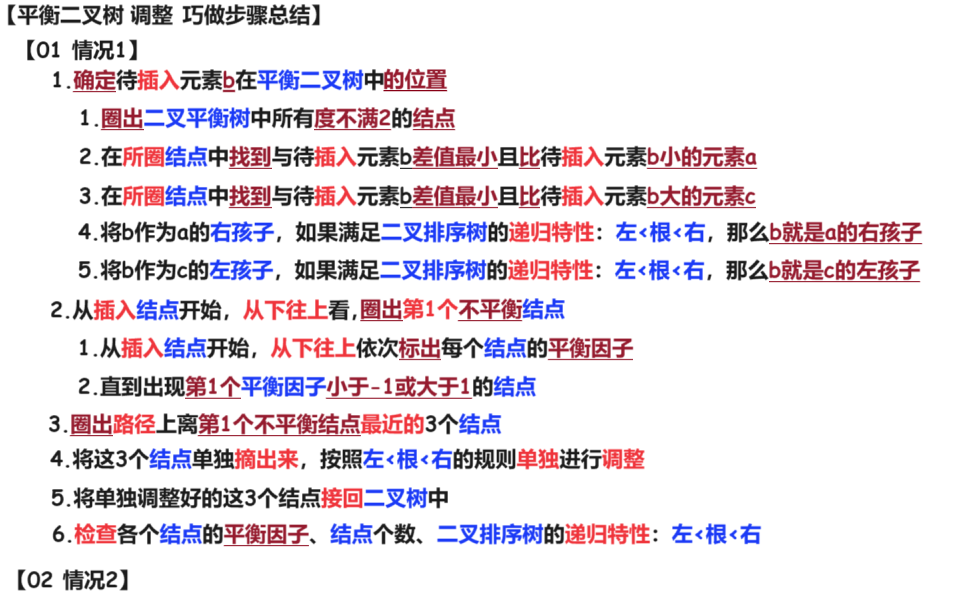 【平衡二叉树 调整 巧做步骤总结】
【01 情况1】
1.确定待插入元素b在平衡二叉树中的位置
1.圈出二叉平衡树中所有度不满2的结点
2.在所圈结点中找到与待插入元素b差值最小且比待插入元素b小的元素a
3.在所圈结点中找到与待插入元素b差值最小且比待插入元素b大的元素c
4.将b作为a的右孩子，如果满足二叉排序树的递归特性：左<根<右，那么b就是a的右孩子
5.将b作为c的左孩子，如果满足二叉排序树的递归特性：左<根<右，那么b就是c的左孩子
2.从插入结点开始，从下往上看,圈出第1个不平衡结点
1.从插入结点开始，从下往上依次标出每个结点的平衡因子
2.直到出现第1个平衡因子小于-1或大于1的结点
3.圈出路径上离第1个不平衡结点最近的3个结点
4.将这3个结点单独摘出来，按照左<根<右的规则单独进行调整
5.将单独调整好的这3个结点接回二叉树中
6.检查各个结点的平衡因子、结点个数、二叉排序树的递归特性：左<根<右
【02 情况2】